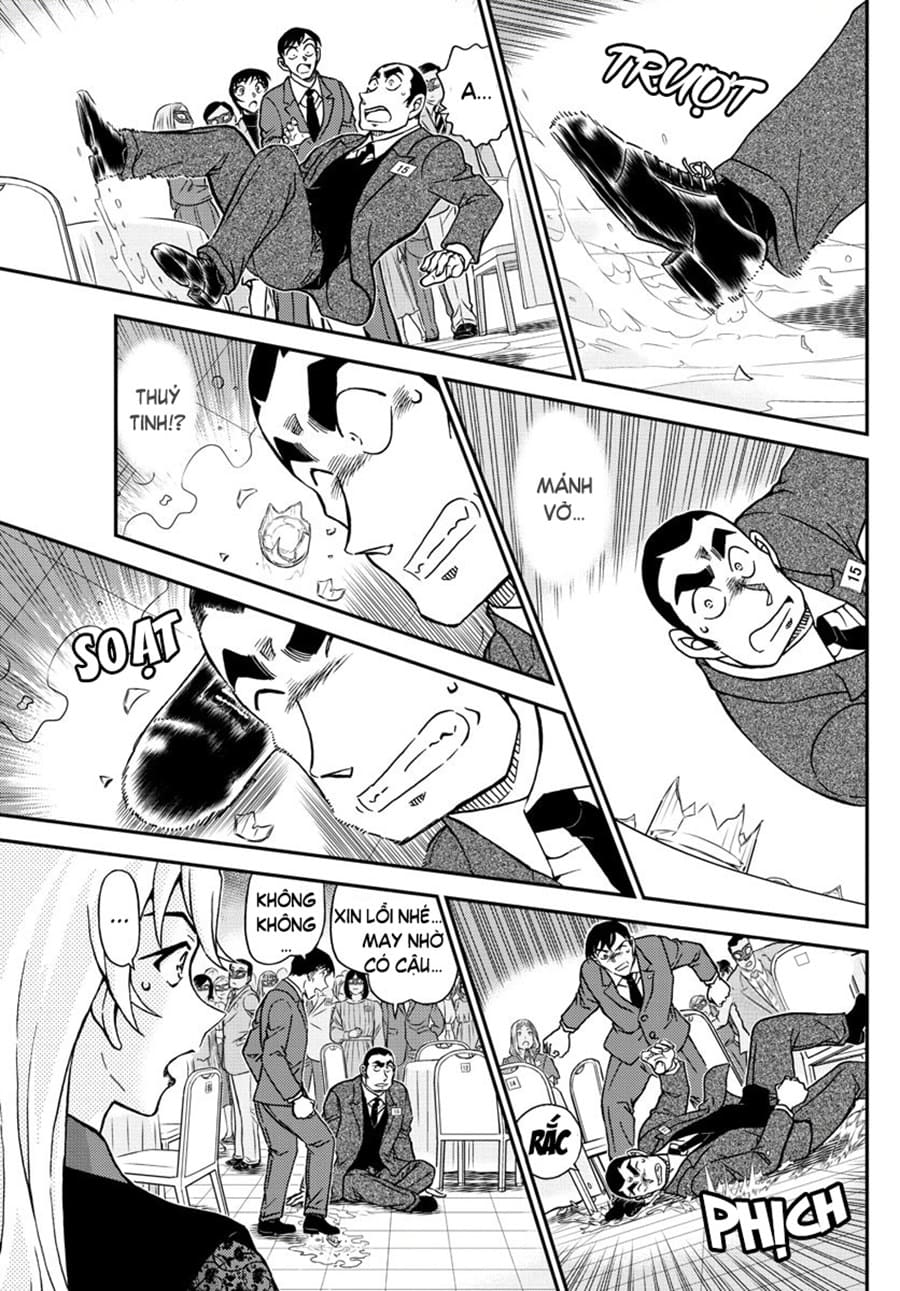 TRƯỢT
A...
15
MẢNH
VỠ...
15
THUỶ
TINH!?
SOẠT
RẮC
PHỊCH
XIN LỖI NHÉ...
MAY NHỜ
CÓ CẬU...
KHÔNG
KHÔNG
...
...